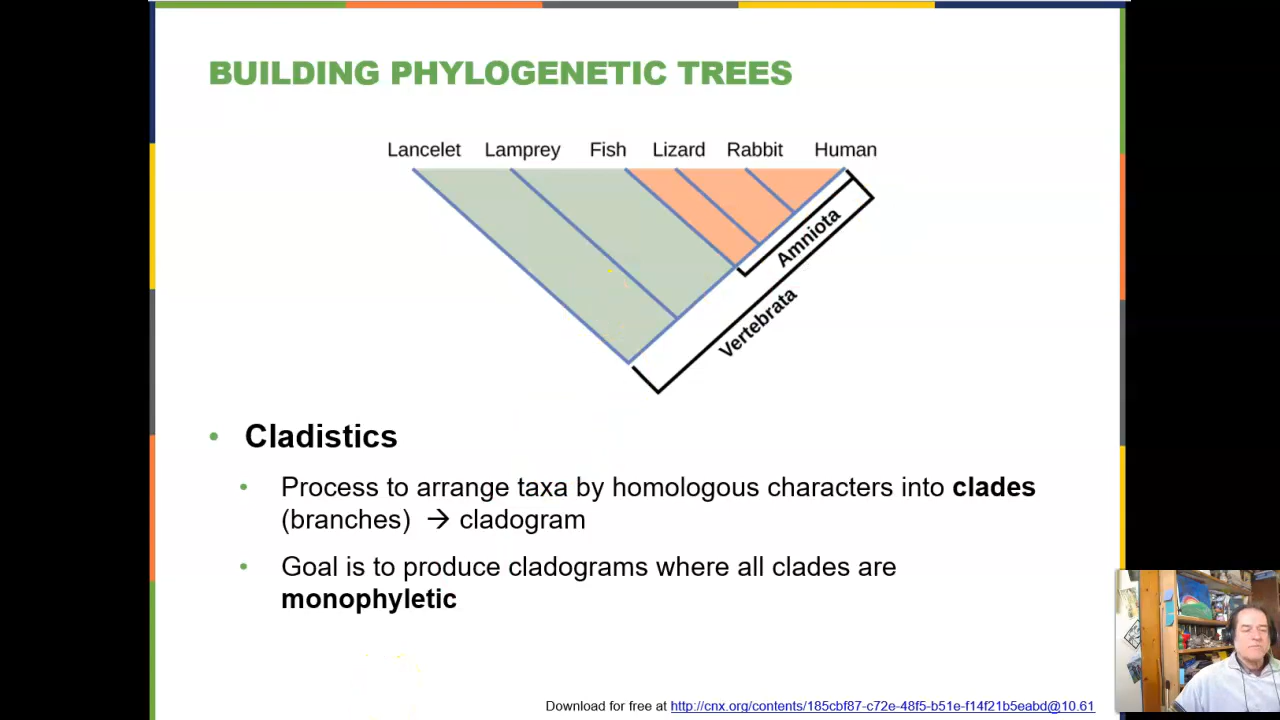 BUILDING PHYLOGENETIC TREES
Lancelet Lamprey Fish Lizard Rabbit Human
Amniota
Vertebrata
• Cladistics
• Process to arrange taxa by homologous characters into clades
(branches) → cladogram
• Goal is to produce cladograms where all clades are
monophyletic
Download for free at http://cnx.org/contents/185cbf87-c72e-48f5-b51e-f14f21b5eabd@10.61